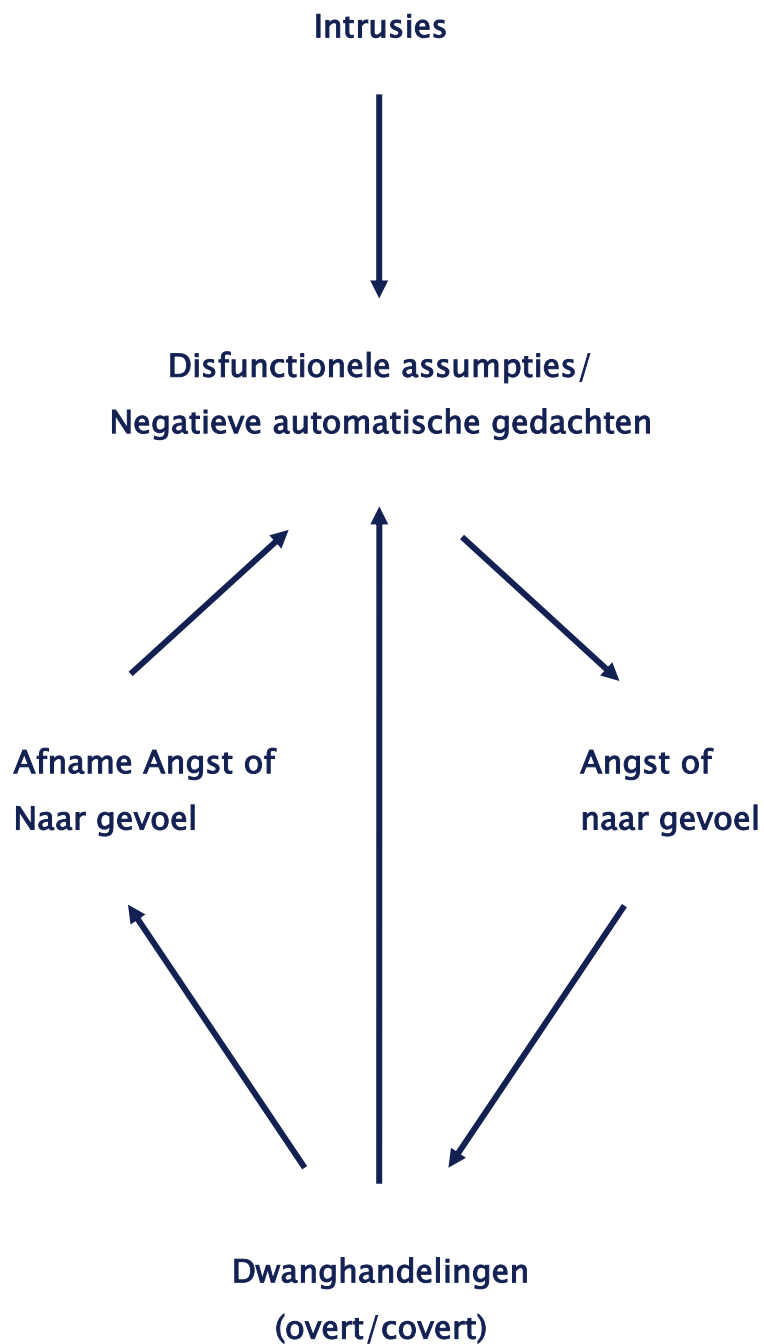 Intrusies
Disfunctionele assumpties/
Negatieve automatische gedachten
Afname Angst of
Naar gevoel
Angst of
naar gevoel
Dwanghandelingen
(overt/covert)